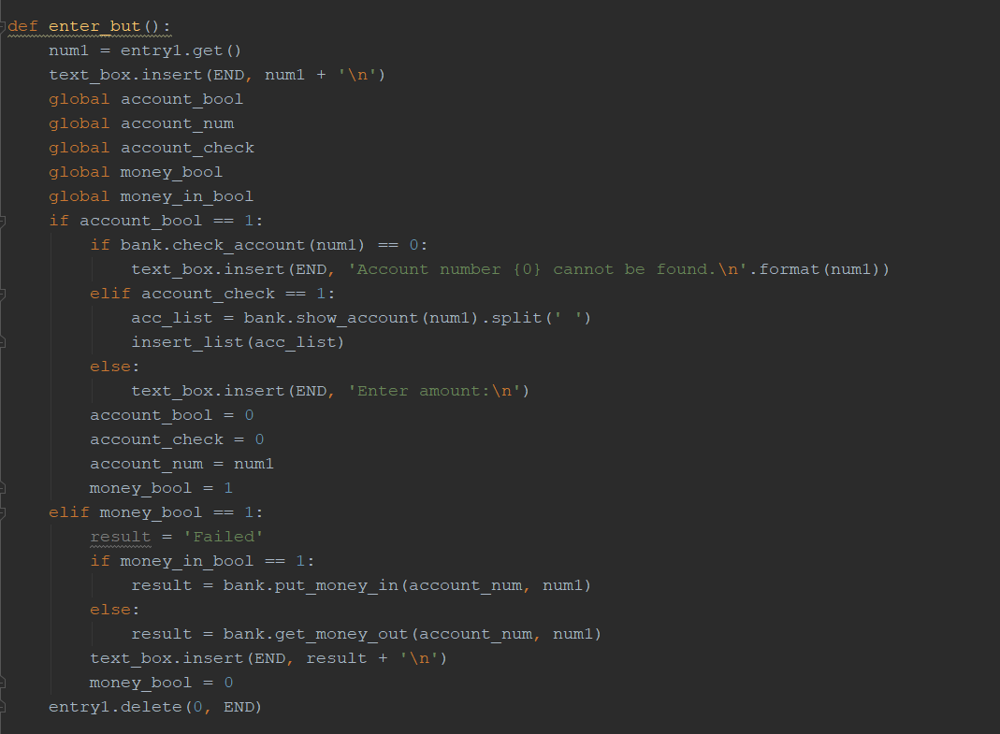 def enter_but():
    num1 = entry1.get()
    text_box.insert(END, num1 + '\n')
    global account_bool
    global account_num
    global account_check
    global money_bool
    global money_in_bool
    if account_bool == 1:
        if bank.check_account(num1) == 0:
            text_box.insert(END, 'Account number {0} cannot be found.\n'.format(num1))
        elif account_check == 1:
            acc_list = bank.show_account(num1).split(' ')
            insert_list(acc_list)
        else:
            text_box.insert(END, 'Enter amount:\n')
        account_bool = 0
        account_check = 0
        account_num = num1
        money_bool = 1
    elif money_bool == 1:
        result = 'Failed'
        if money_in_bool == 1:
            result = bank.put_money_in(account_num, num1)
        else:
            result = bank.get_money_out(account_num, num1)
        text_box.insert(END, result + '\n')
        money_bool = 0
    entry1.delete(0, END)